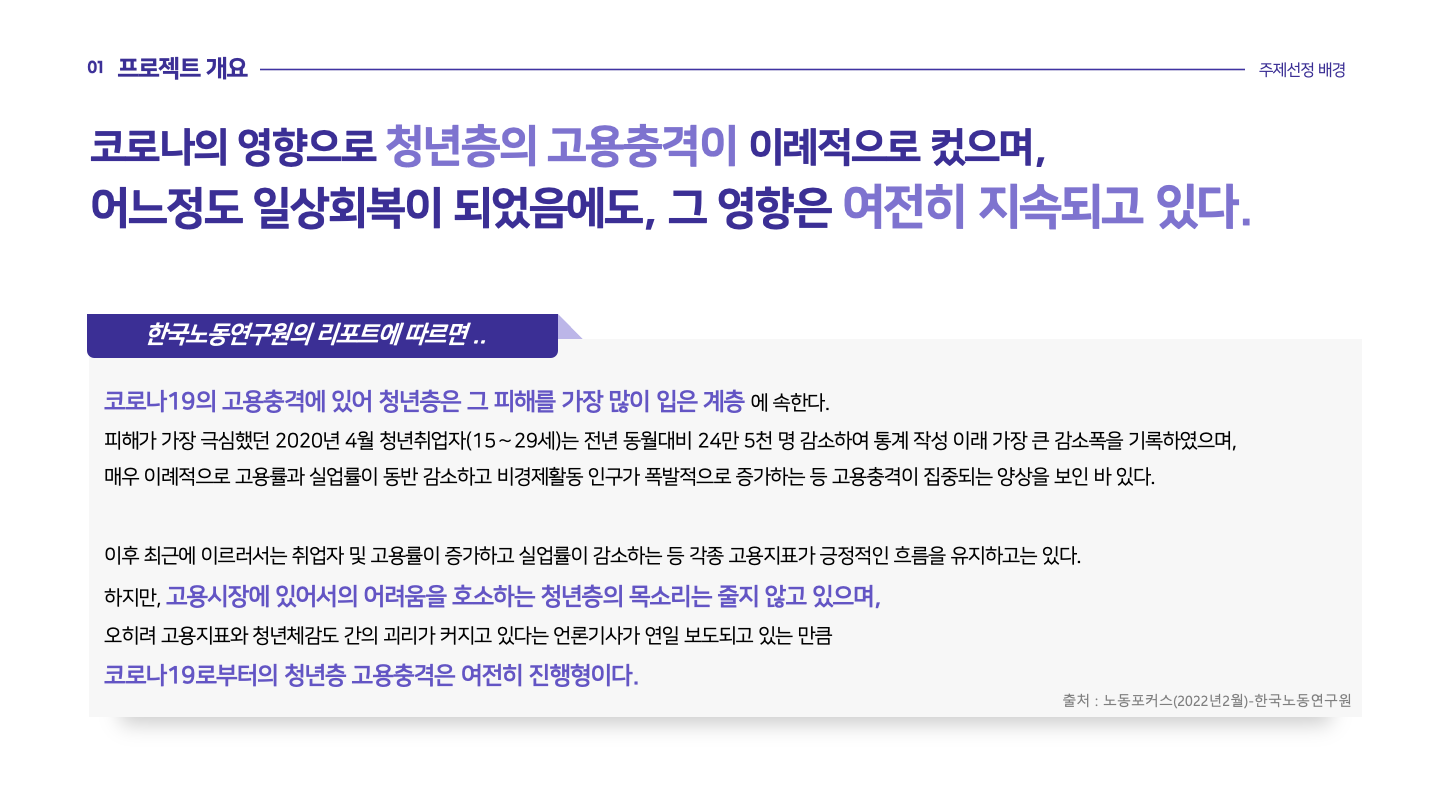 01 프로젝트 개요
주제선정 배경
코로나의 영향으로 청년층의 고용충격이 이례적으로 컸으며,
어느정도 일상회복이 되었음에도, 그 영향은 여전히 지속되고 있다.
한국노동연구원의 리포트에 따르면 ..
코로나19의 고용충격에 있어 청년층은 그 피해를 가장 많이 입은 계층 에 속한다.
피해가 가장 극심했던 2020년 4월 청년취업자(15~29세)는 전년 동월대비 24만 5천 명 감소하여 통계 작성 이래 가장 큰 감소폭을 기록하였으며,
매우 이례적으로 고용률과 실업률이 동반 감소하고 비경제활동 인구가 폭발적으로 증가하는 등 고용충격이 집중되는 양상을 보인 바 있다.
이후 최근에 이르러서는 취업자 및 고용률이 증가하고 실업률이 감소하는 등 각종 고용지표가 긍정적인 흐름을 유지하고는 있다.
하지만, 고용시장에 있어서의 어려움을 호소하는 청년층의 목소리는 줄지 않고 있으며,
오히려 고용지표와 청년체감도 간의 괴리가 커지고 있다는 언론기사가 연일 보도되고 있는 만큼
코로나19로부터의 청년층 고용충격은 여전히 진행형이다.
출처 : 노동포커스(2022년2월)-한국노동연구원